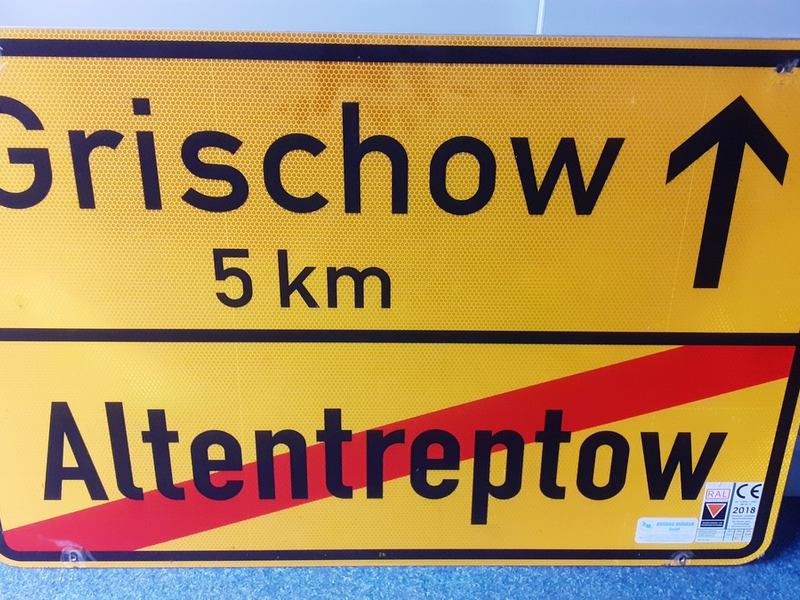 Grischow
5 km
Altentreptow
RAL
CE
2018